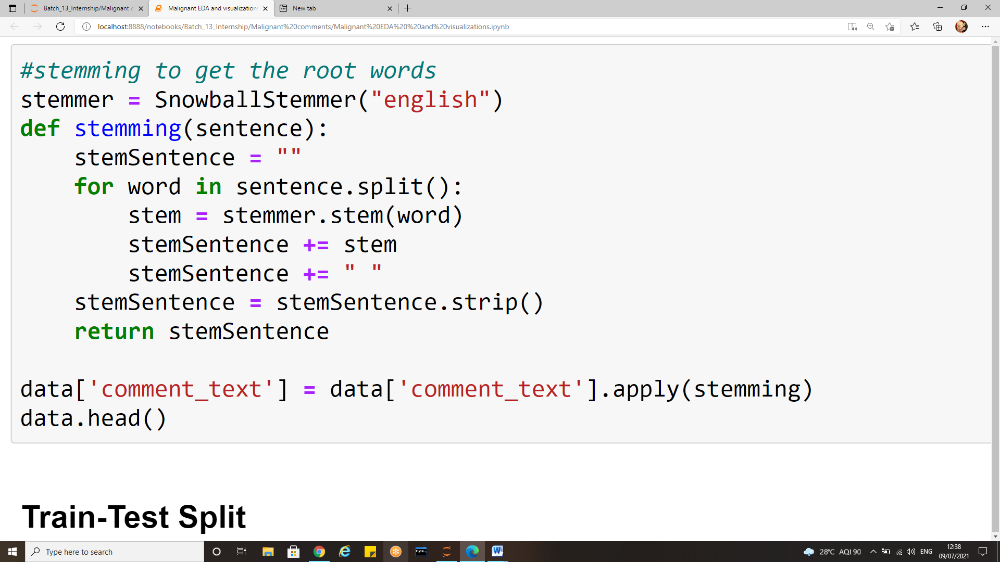 Batch_13_Internship/Malignant c
Malignant EDA and visualization
New tab
localhost:8888/notebooks/Batch_13_Internship/Malignant%20comments/Malignant%20EDA%20%20and%20visualizations.ipynb
#stemming to get the root words
stemmer = SnowballStemmer("english")
def stemming(sentence):
    stemSentence = ""
    for word in sentence.split():
        stem = stemmer.stem(word)
        stemSentence += stem
        stemSentence += " "
    stemSentence = stemSentence.strip()
    return stemSentence
data['comment_text'] = data['comment_text'].apply(stemming)
data.head()
Train-Test Split
Type here to search
MySQL
28°C AQI 90
ENG
12:38
09/07/2021